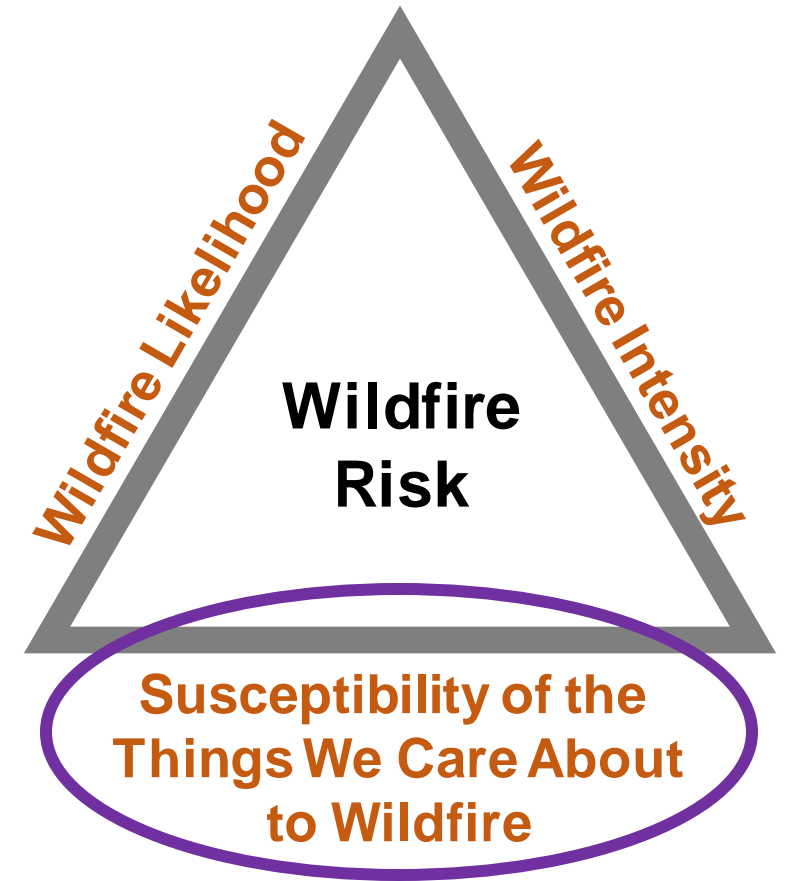 Wildfire Likelihood
Wildfire Intensity
Wildfire
Risk
Susceptibility of the
Things We Care About
to Wildfire